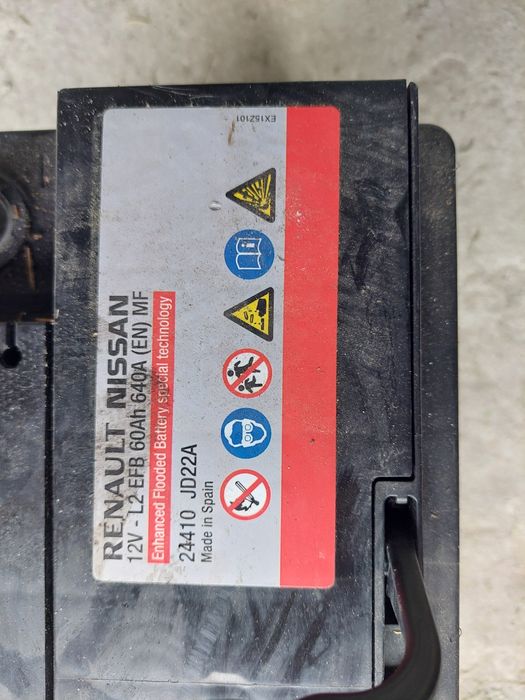 RENAULT NISSAN
12V - L2 EFB 60Ah 640A (EN) MF
Enhanced Flooded Battery special technology
24410 JD22A
Made in Spain
EX15Z101